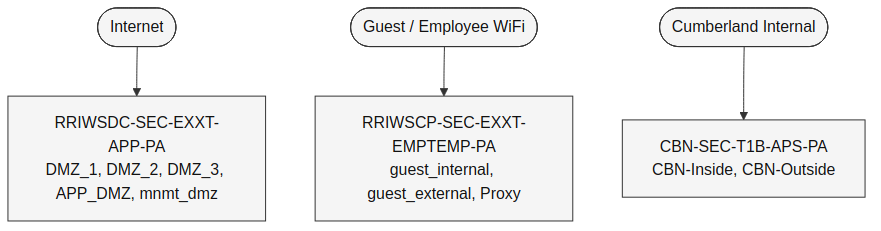 Internet
Guest / Employee WiFi
Cumberland Internal
RRIWSDC-SEC-EXXT-
APP-PA
DMZ_1, DMZ_2, DMZ_3,
APP_DMZ, mnmt_dmz
RRIWSCP-SEC-EXXT-
EMPTEMP-PA
guest_internal,
guest_external, Proxy
CBN-SEC-T1B-APS-PA
CBN-Inside, CBN-Outside